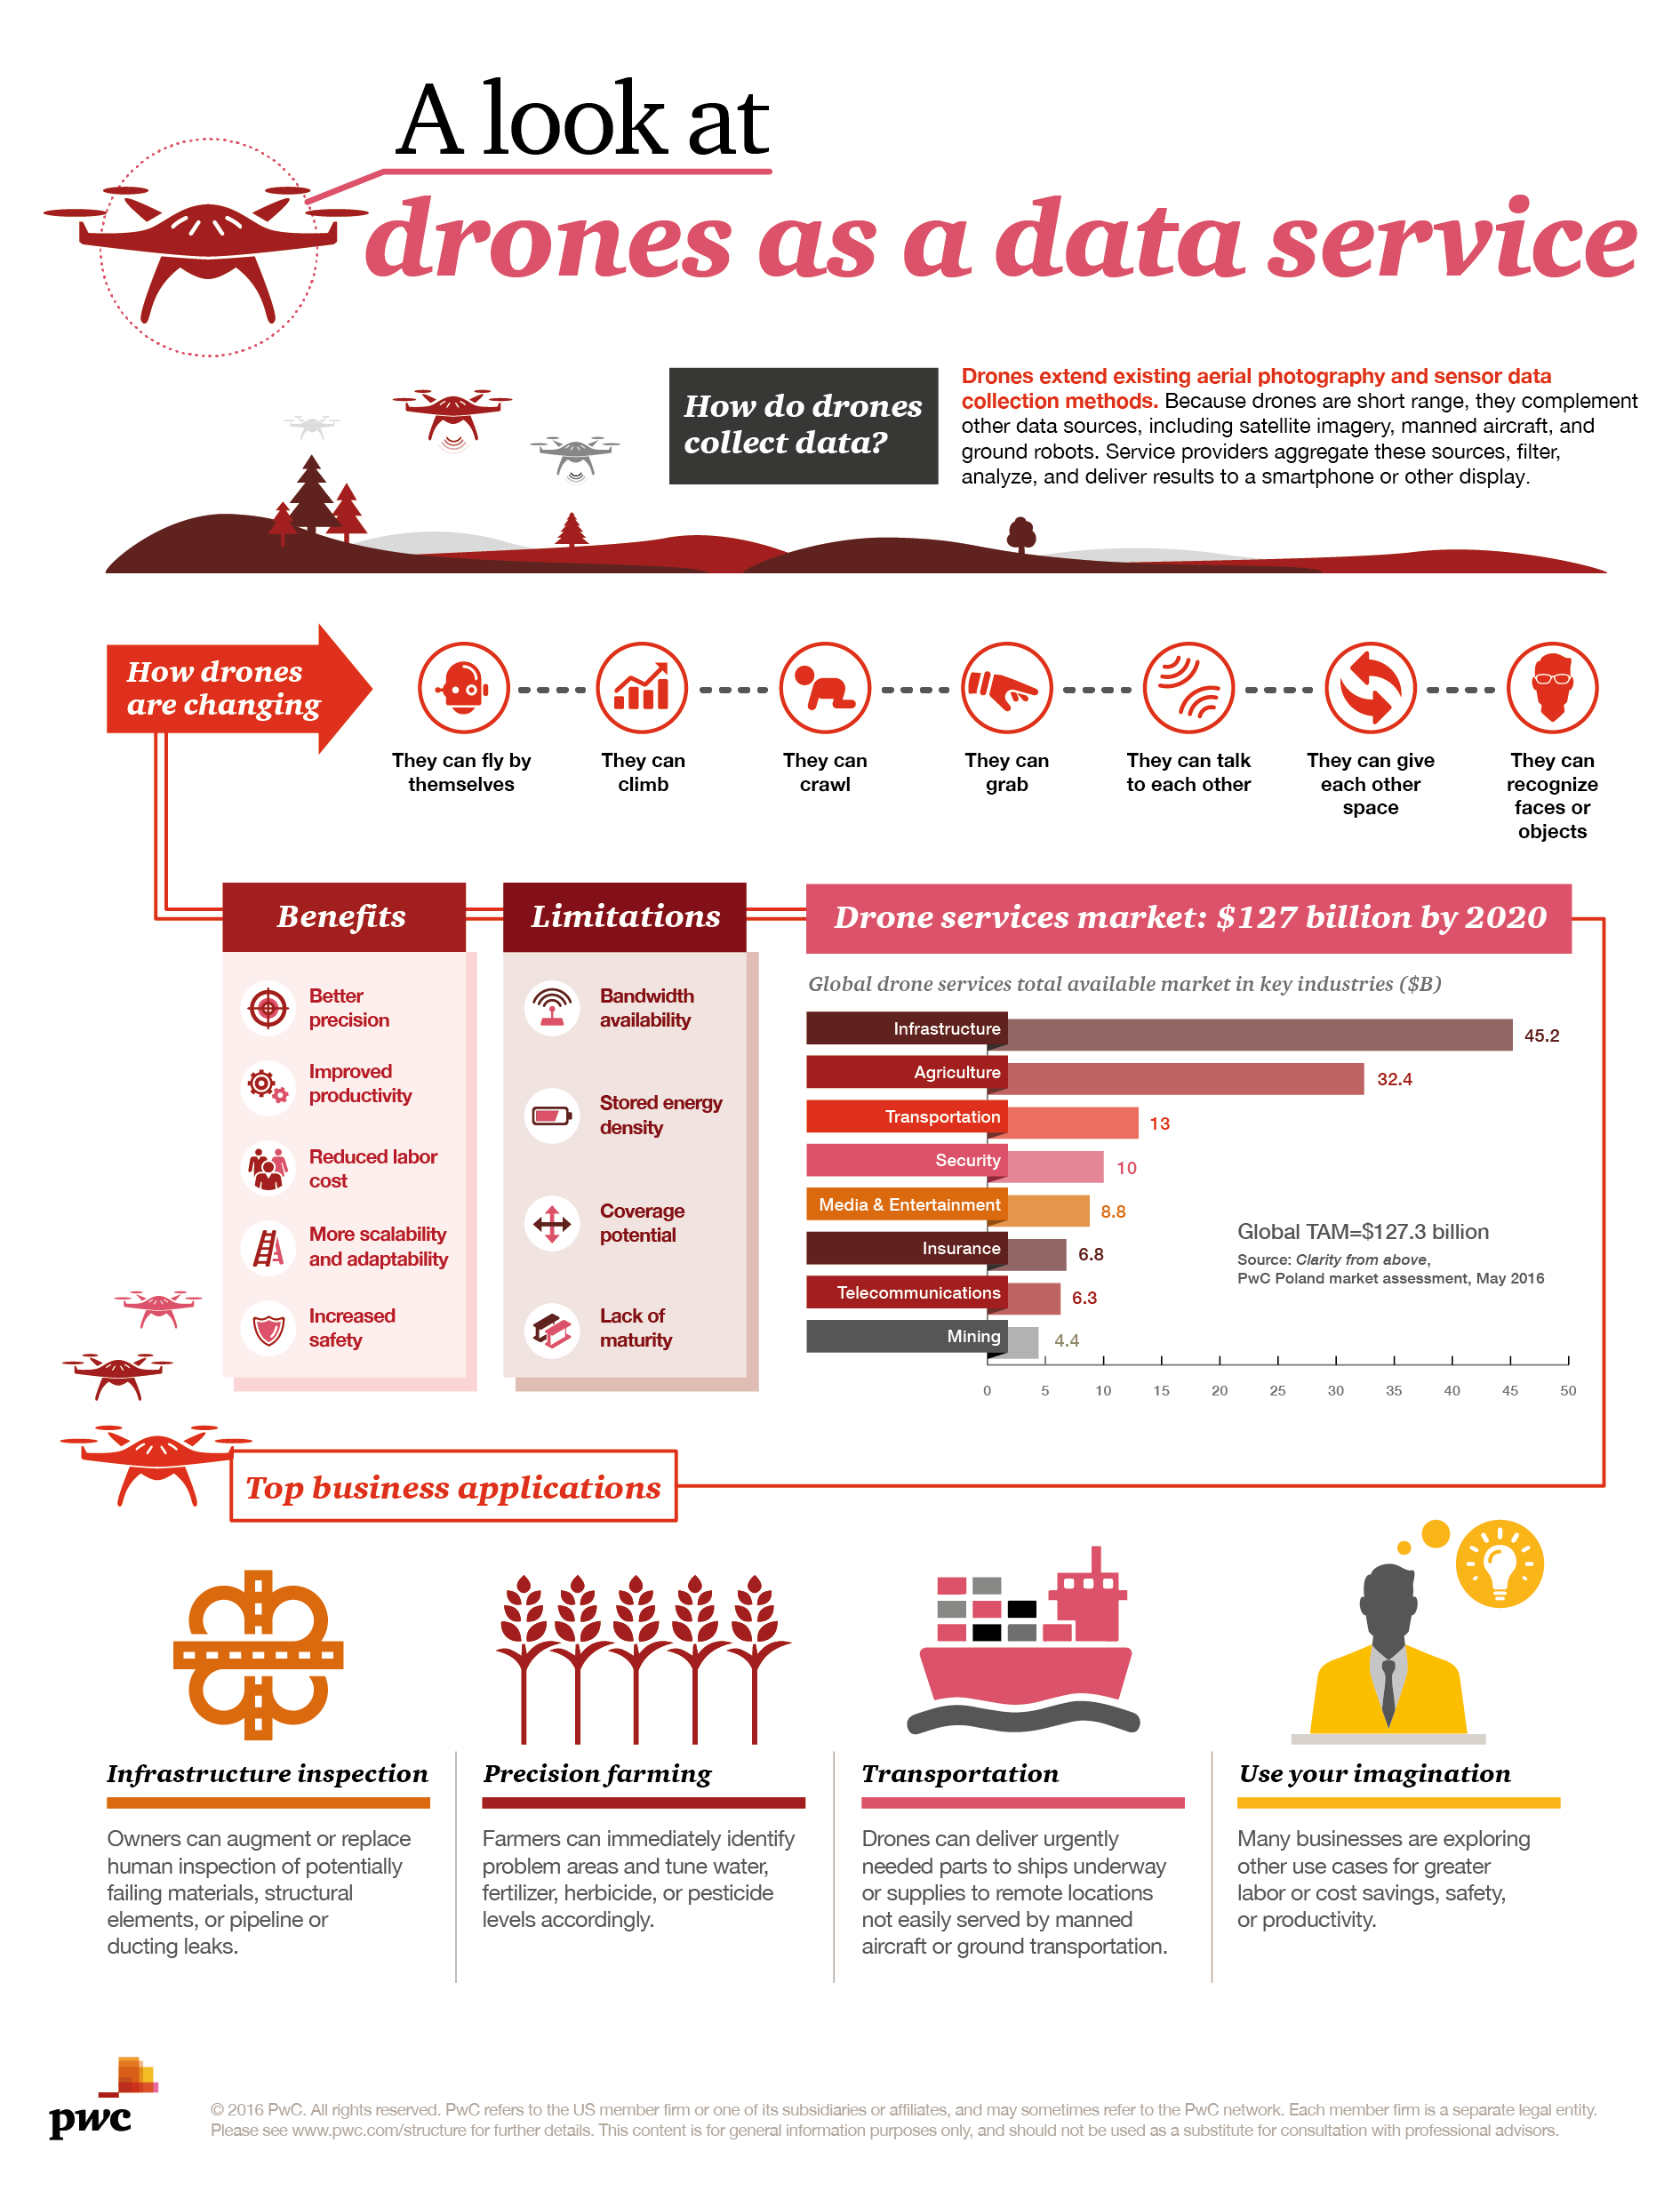 A look at
drones as a data service
How do drones
collect data?
Drones extend existing aerial photography and sensor data
collection methods. Because drones are short range, they complement
other data sources, including satellite imagery, manned aircraft, and
ground robots. Service providers aggregate these sources, filter,
analyze, and deliver results to a smartphone or other display.
How drones
are changing
They can fly by
themselves
They can
climb
They can
crawl
They can
grab
They can talk
to each other
They can give
each other
space
They can
recognize
faces or
objects
Benefits
Better
precision
Improved
productivity
Reduced labor
cost
More scalability
and adaptability
Increased
safety
Limitations
Bandwidth
availability
Stored energy
density
Coverage
potential
Lack of
maturity
Drone services market: $127 billion by 2020
Global drone services total available market in key industries ($B)
Infrastructure 45.2
Agriculture 32.4
Transportation 13
Security 10
Media & Entertainment 8.8
Insurance 6.8
Telecommunications 6.3
Mining 4.4
0 5 10 15 20 25 30 35 40 45 50
Global TAM=$127.3 billion
Source: Clarity from above,
PwC Poland market assessment, May 2016
Top business applications
Infrastructure inspection
Owners can augment or replace
human inspection of potentially
failing materials, structural
elements, or pipeline or
ducting leaks.
Precision farming
Farmers can immediately identify
problem areas and tune water,
fertilizer, herbicide, or pesticide
levels accordingly.
Transportation
Drones can deliver urgently
needed parts to ships underway
or supplies to remote locations
not easily served by manned
aircraft or ground transportation.
Use your imagination
Many businesses are exploring
other use cases for greater
labor or cost savings, safety,
or productivity.
pwc
© 2016 PwC. All rights reserved. PwC refers to the US member firm or one of its subsidiaries or affiliates, and may sometimes refer to the PwC network. Each member firm is a separate legal entity.
Please see www.pwc.com/structure for further details. This content is for general information purposes only, and should not be used as a substitute for consultation with professional advisors.